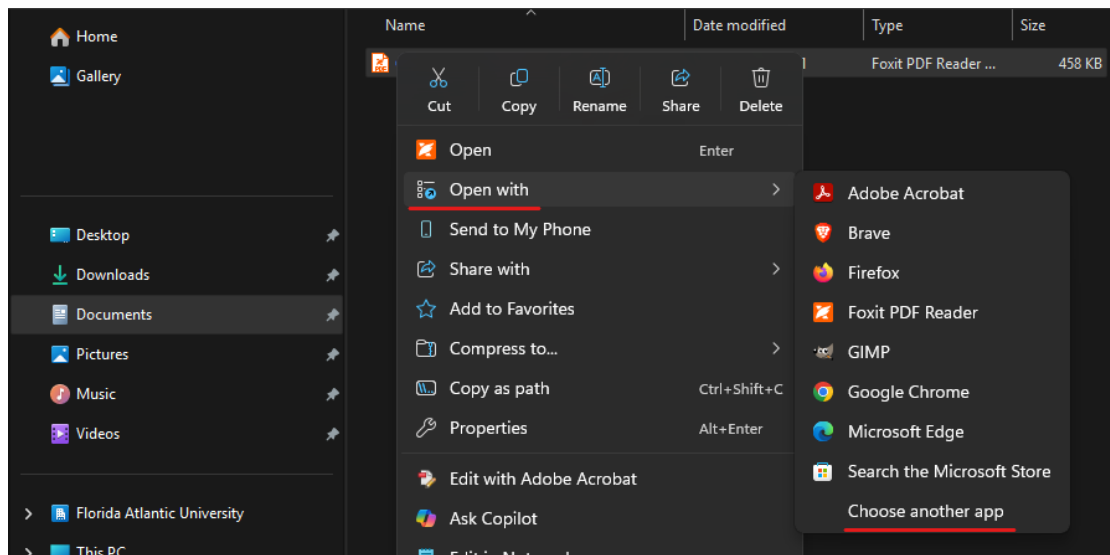 Home
Gallery
Desktop
Downloads
Documents
Pictures
Music
Videos
Florida Atlantic University
This PC
Name Date modified Type Size
Foxit PDF Reader ... 458 KB
Cut Copy Rename Share Delete
Open Enter
Open with
Send to My Phone
Share with
Add to Favorites
Compress to...
Copy as path Ctrl+Shift+C
Properties Alt+Enter
Edit with Adobe Acrobat
Ask Copilot
Adobe Acrobat
Brave
Firefox
Foxit PDF Reader
GIMP
Google Chrome
Microsoft Edge
Search the Microsoft Store
Choose another app